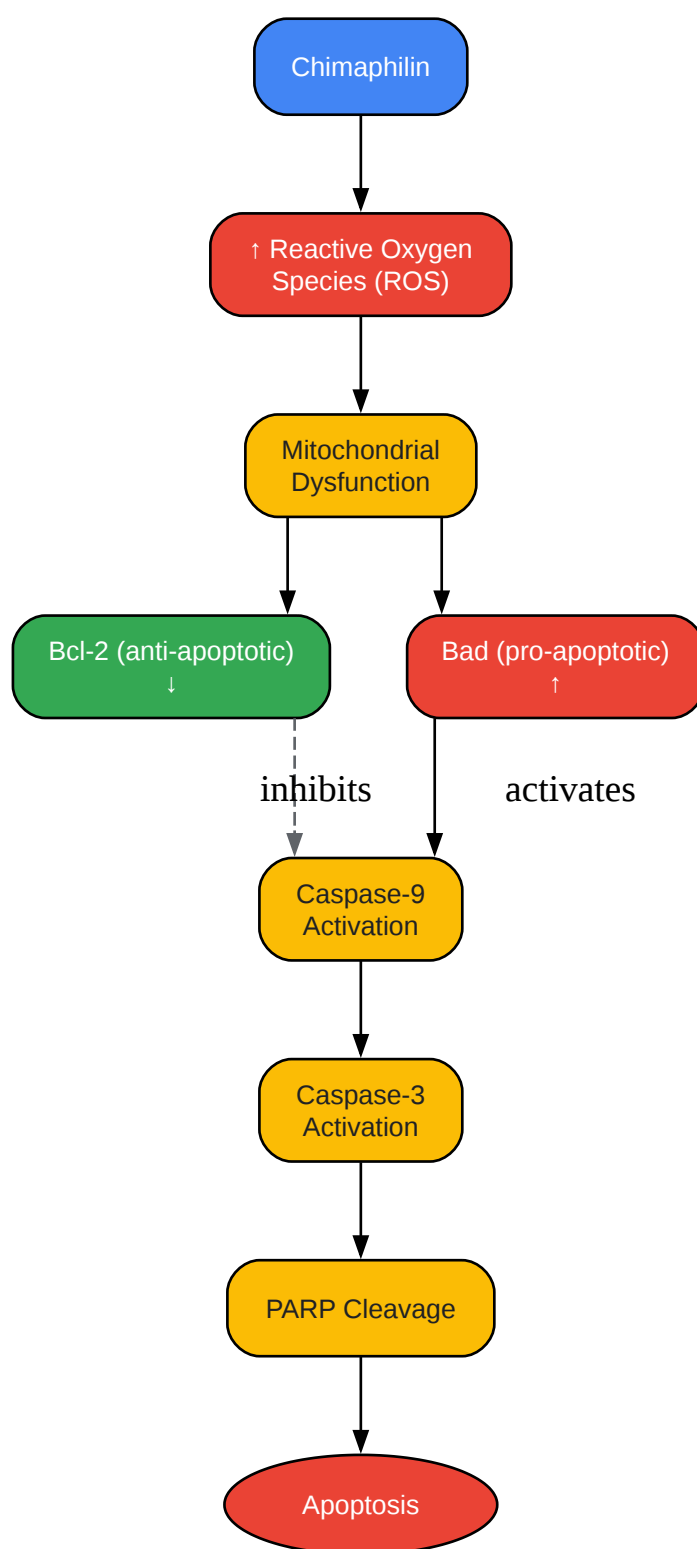 Chimaphilin
↑ Reactive Oxygen
Species (ROS)
Mitochondrial
Dysfunction
Bcl-2 (anti-apoptotic)
↓
Bad (pro-apoptotic)
↑
inhibits
activates
Caspase-9
Activation
Caspase-3
Activation
PARP Cleavage
Apoptosis